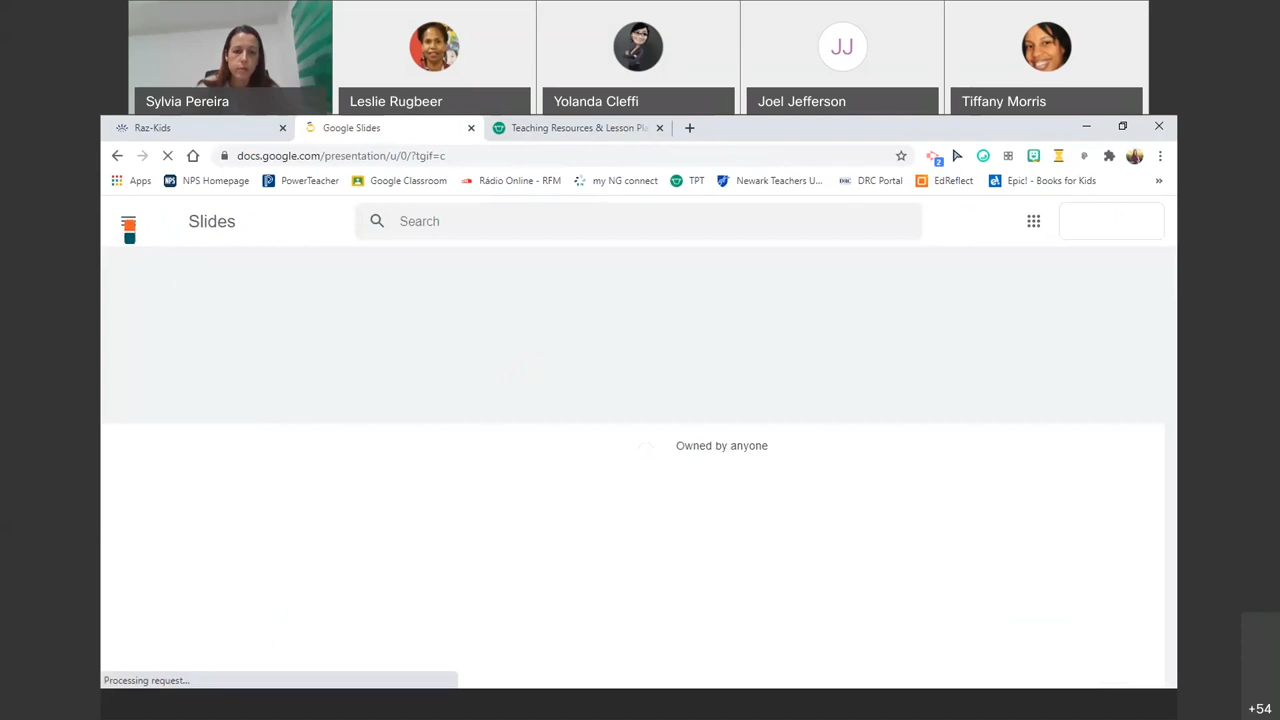 Sylvia Pereira
Leslie Rugbeer
Yolanda Cleffi
JJ
Joel Jefferson
Tiffany Morris
Raz-Kids
Google Slides
Teaching Resources & Lesson Pla
docs.google.com/presentation/u/0/?tgif=c
2
Apps
NPS Homepage
PowerTeacher
Google Classroom
Rádio Online - RFM
my NG connect
TPT
Newark Teachers U...
DRC Portal
EdReflect
Epic! - Books for Kids
»
Slides
Search
Owned by anyone
Processing request...
+54